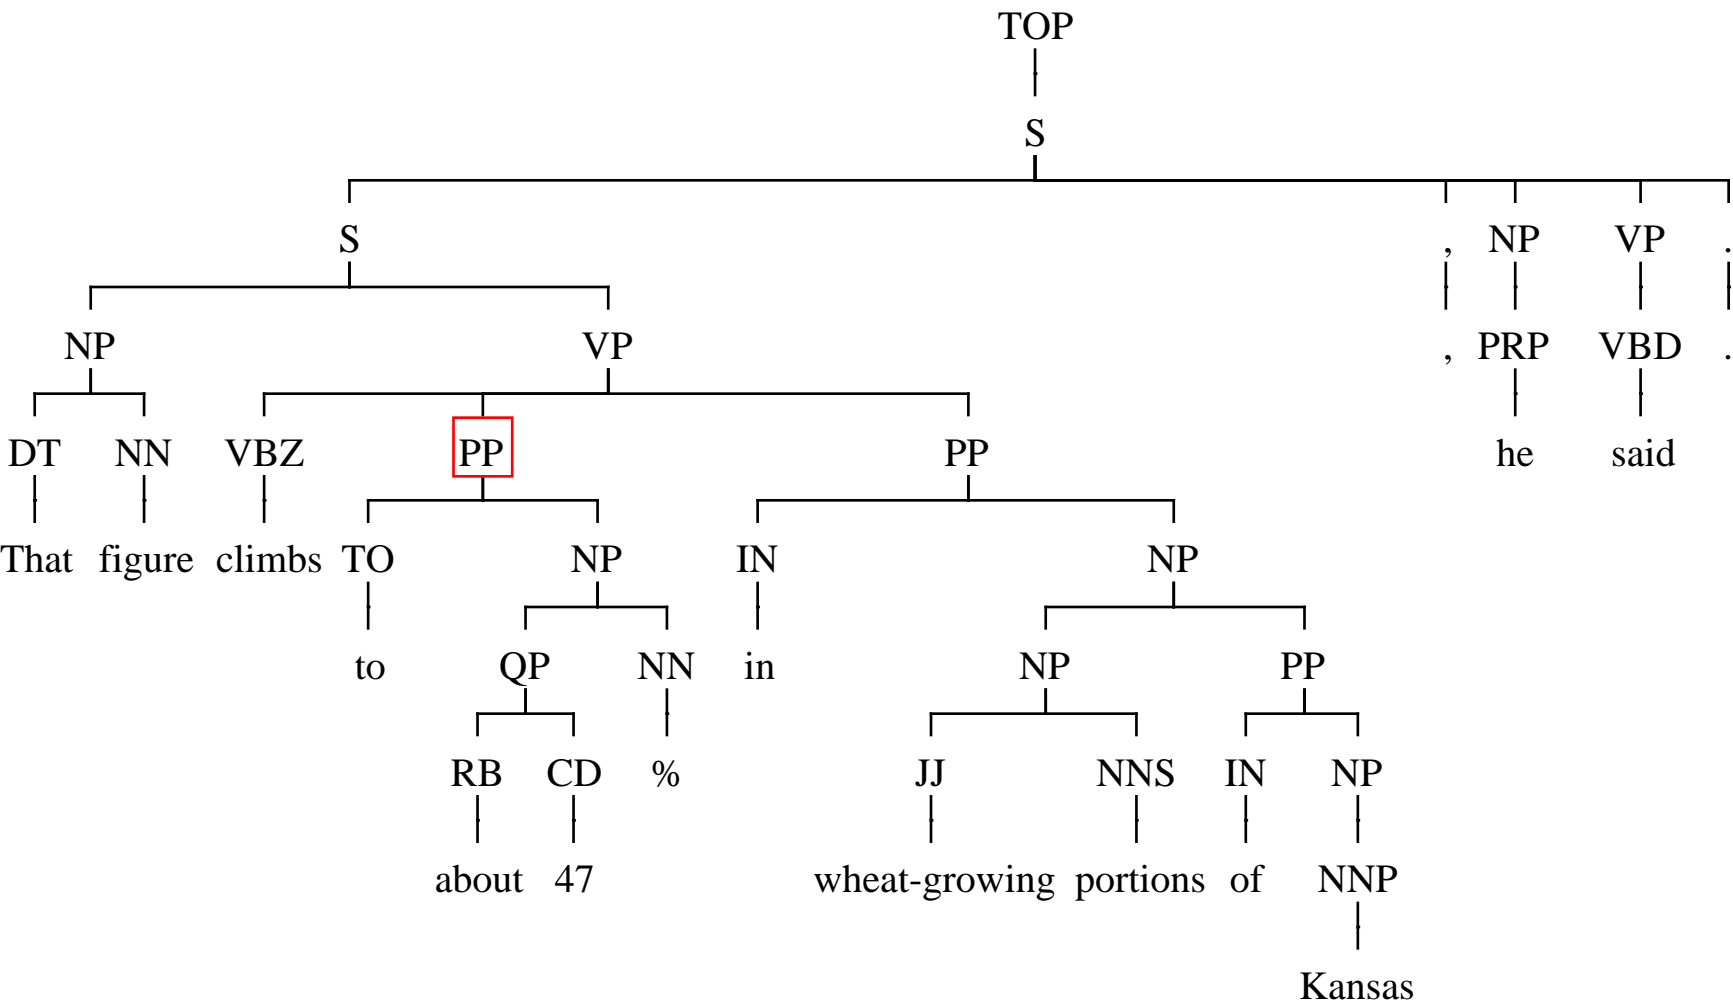 TOP
S
S , NP VP .
NP VP , PRP VBD .
DT NN VBZ PP PP he said
That figure climbs TO NP IN NP
to QP NN in NP PP
RB CD % JJ NNS IN NP
about 47 wheat-growing portions of NNP
Kansas